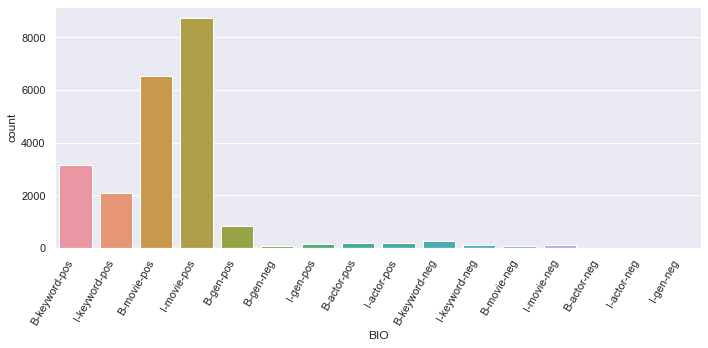 8000
6000
4000
2000
0
count
B-keyword-pos
I-keyword-pos
B-movie-pos
I-movie-pos
B-gen-pos
B-gen-neg
I-gen-pos
B-actor-pos
I-actor-pos
B-keyword-neg
I-keyword-neg
B-movie-neg
I-movie-neg
B-actor-neg
I-actor-neg
I-gen-neg
BIO